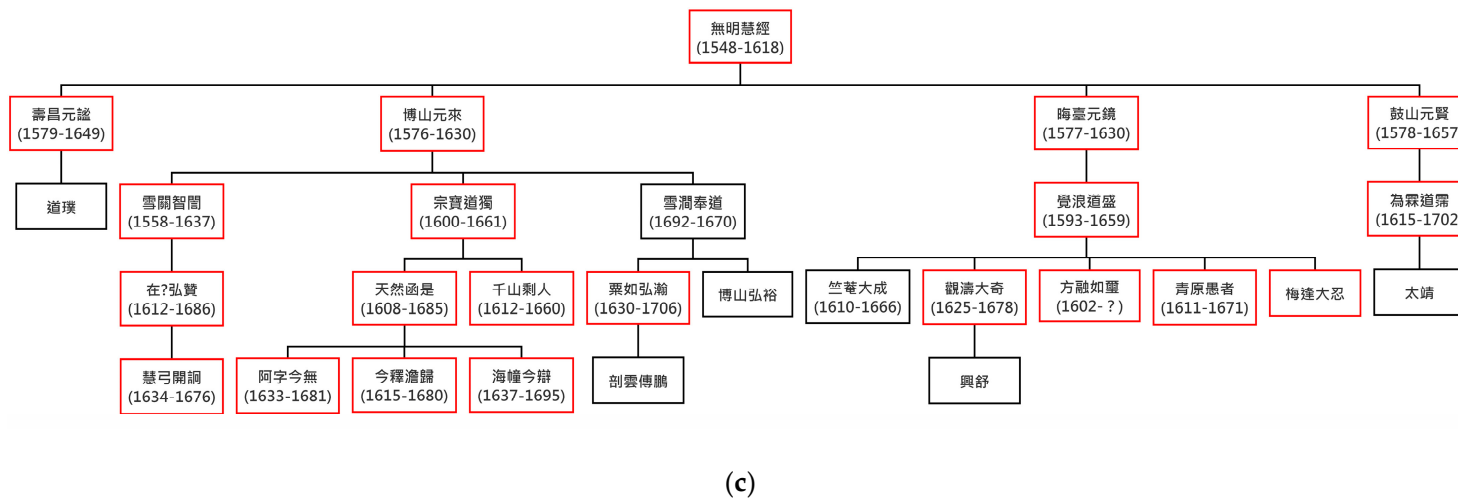 無明慧經
(1548-1618)
壽昌元謐
(1579-1649)
博山元來
(1576-1630)
晦臺元鏡
(1577-1630)
鼓山元賢
(1578-1657
道璞
雪關智誾
(1558-1637)
宗寶道獨
(1600-1661)
雪澗奉道
(1692-1670)
覺浪道盛
(1593-1659)
為霖道霈
(1615-1702
在?弘贊
(1612-1686)
天然函是
(1608-1685)
千山剩人
(1612-1660)
粟如弘瀚
(1630-1706)
博山弘裕
竺菴大成
(1610-1666)
觀濤大奇
(1625-1678)
方融如璽
(1602-?)
青原愚者
(1611-1671)
梅逢大忍
太靖
慧弓開詗
(1634-1676)
阿字今無
(1633-1681)
今釋澹歸
(1615-1680)
海幢今辯
(1637-1695)
剖雲傳鵬
興舒
(c)